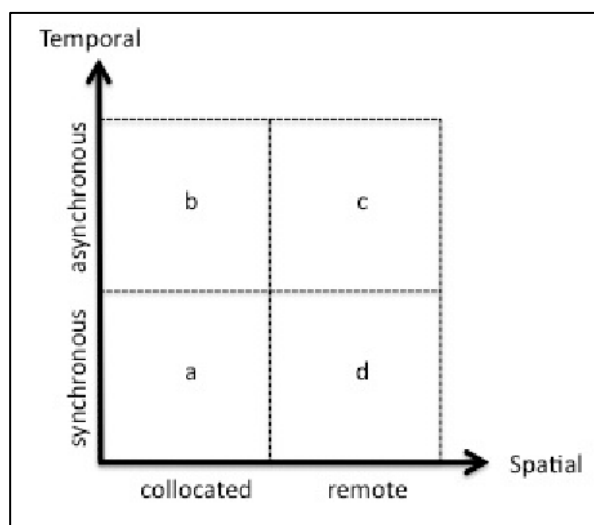 Temporal
asynchronous
b
c
synchronous
a
d
Spatial
collocated
remote